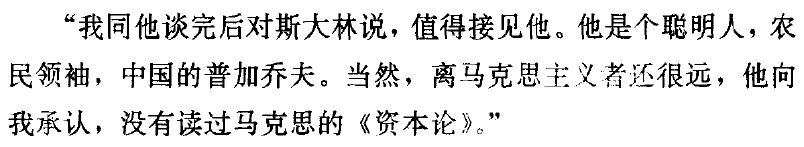 “我同他谈完后对斯大林说，值得接见他。他是个聪明人，农
民领袖，中国的普加乔夫。当然，离马克思主义者还很远，他向
我承认，没有读过马克思的《资本论》。”